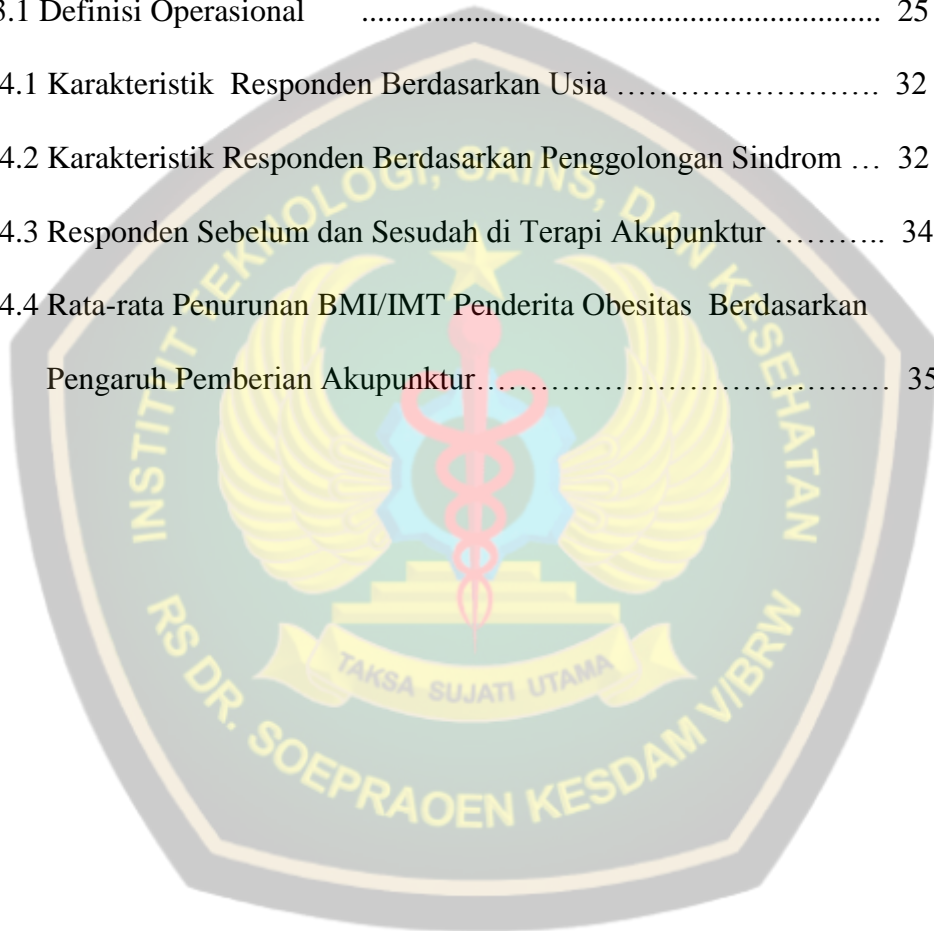 3.1 Definisi Operasional ................................................................... 25
4.1 Karakteristik Responden Berdasarkan Usia ……………………. 32
4.2 Karakteristik Responden Berdasarkan Penggolongan Sindrom … 32
4.3 Responden Sebelum dan Sesudah di Terapi Akupunktur ……….. 34
4.4 Rata-rata Penurunan BMI/IMT Penderita Obesitas Berdasarkan
Pengaruh Pemberian Akupunktur……………………………… 35
INSTITUT TEKNOLOGI, SAINS, DAN KESEHATAN
TAKSA SUJATI UTAMA
RS DR. SOEPRAOEN KESDAM V/BRW